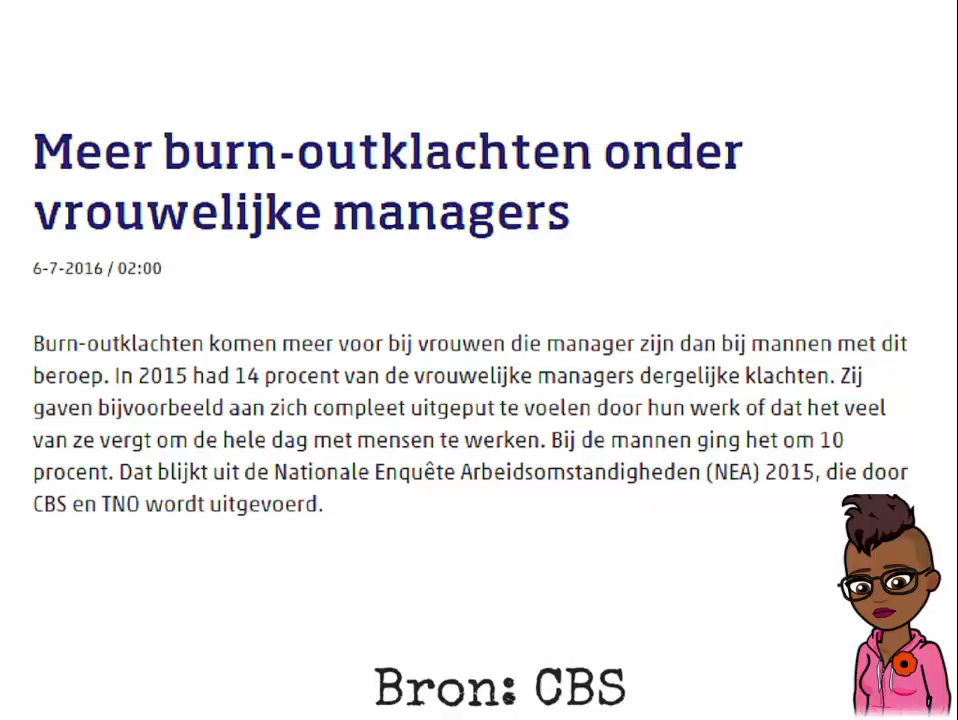 Meer burn-outklachten onder
vrouwelijke managers
6-7-2016 / 02:00
Burn-outklachten komen meer voor bij vrouwen die manager zijn dan bij mannen met dit
beroep. In 2015 had 14 procent van de vrouwelijke managers dergelijke klachten. Zij
gaven bijvoorbeeld aan zich compleet uitgeput te voelen door hun werk of dat het veel
van ze vergt om de hele dag met mensen te werken. Bij de mannen ging het om 10
procent. Dat blijkt uit de Nationale Enquête Arbeidsomstandigheden (NEA) 2015, die door
CBS en TNO wordt uitgevoerd.
Bron: CBS